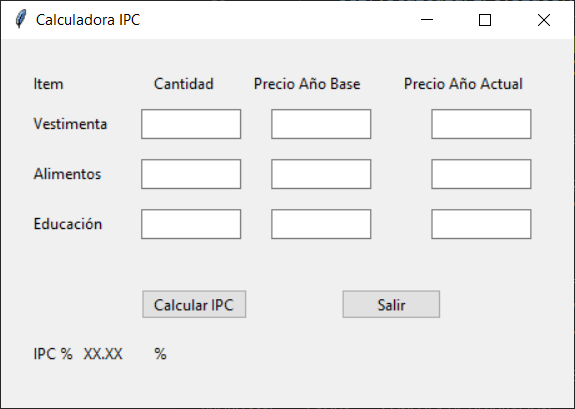 Calculadora IPC
Item Cantidad Precio Año Base Precio Año Actual
Vestimenta
Alimentos
Educación
Calcular IPC Salir
IPC % XX.XX %